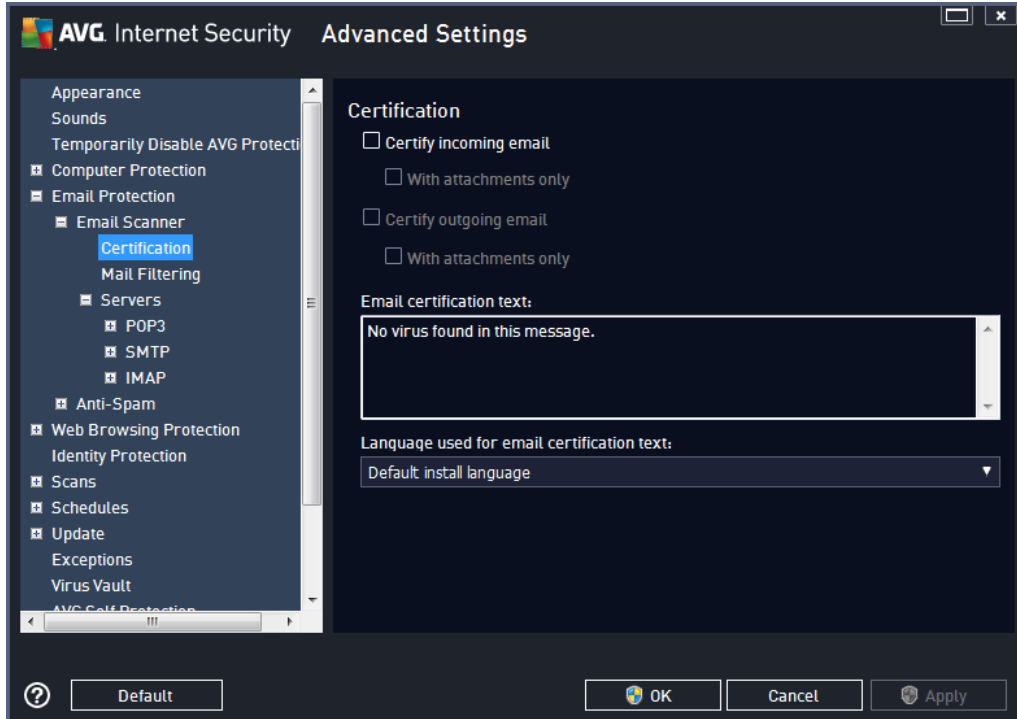 AVG. Internet Security Advanced Settings
Appearance
Sounds
Temporarily Disable AVG Protecti
Computer Protection
Email Protection
Email Scanner
Certification
Mail Filtering
Servers
POP3
SMTP
IMAP
Anti-Spam
Web Browsing Protection
Identity Protection
Scans
Schedules
Update
Exceptions
Virus Vault
AVG Self Protection
Certification
Certify incoming email
With attachments only
Certify outgoing email
With attachments only
Email certification text:
No virus found in this message.
Language used for email certification text:
Default install language
Default
OK
Cancel
Apply